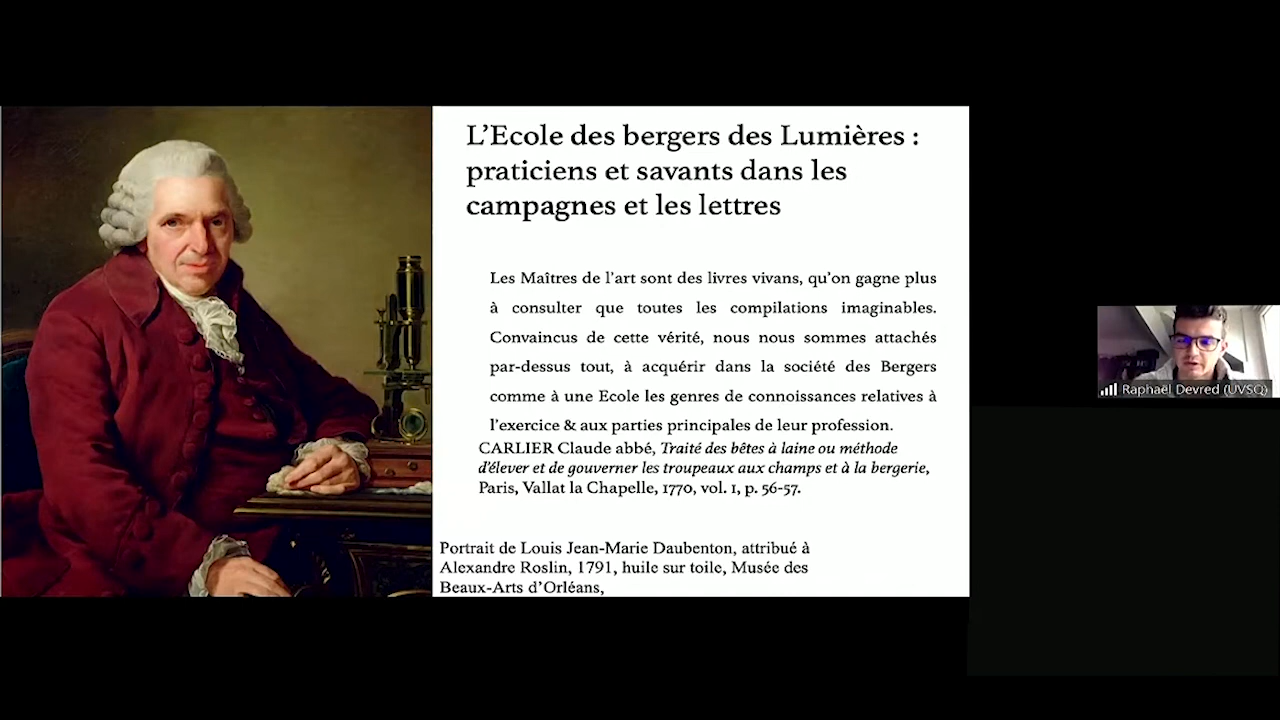 L'Ecole des bergers des Lumières :
praticiens et savants dans les
campagnes et les lettres
Les Maîtres de l'art sont des livres vivans, qu'on gagne plus
à consulter que toutes les compilations imaginables.
Convaincus de cette vérité, nous nous sommes attachés
par-dessus tout, à acquérir dans la société des Bergers
comme à une Ecole les genres de connoissances relatives à
l'exercice & aux parties principales de leur profession.
CARLIER Claude abbé, Traité des bêtes à laine ou méthode
d'élever et de gouverner les troupeaux aux champs et à la bergerie,
Paris, Vallat la Chapelle, 1770, vol. 1, p. 56-57.
Portrait de Louis Jean-Marie Daubenton, attribué à
Alexandre Roslin, 1791, huile sur toile, Musée des
Beaux-Arts d'Orléans,
Raphaël Devred (UVSQ)